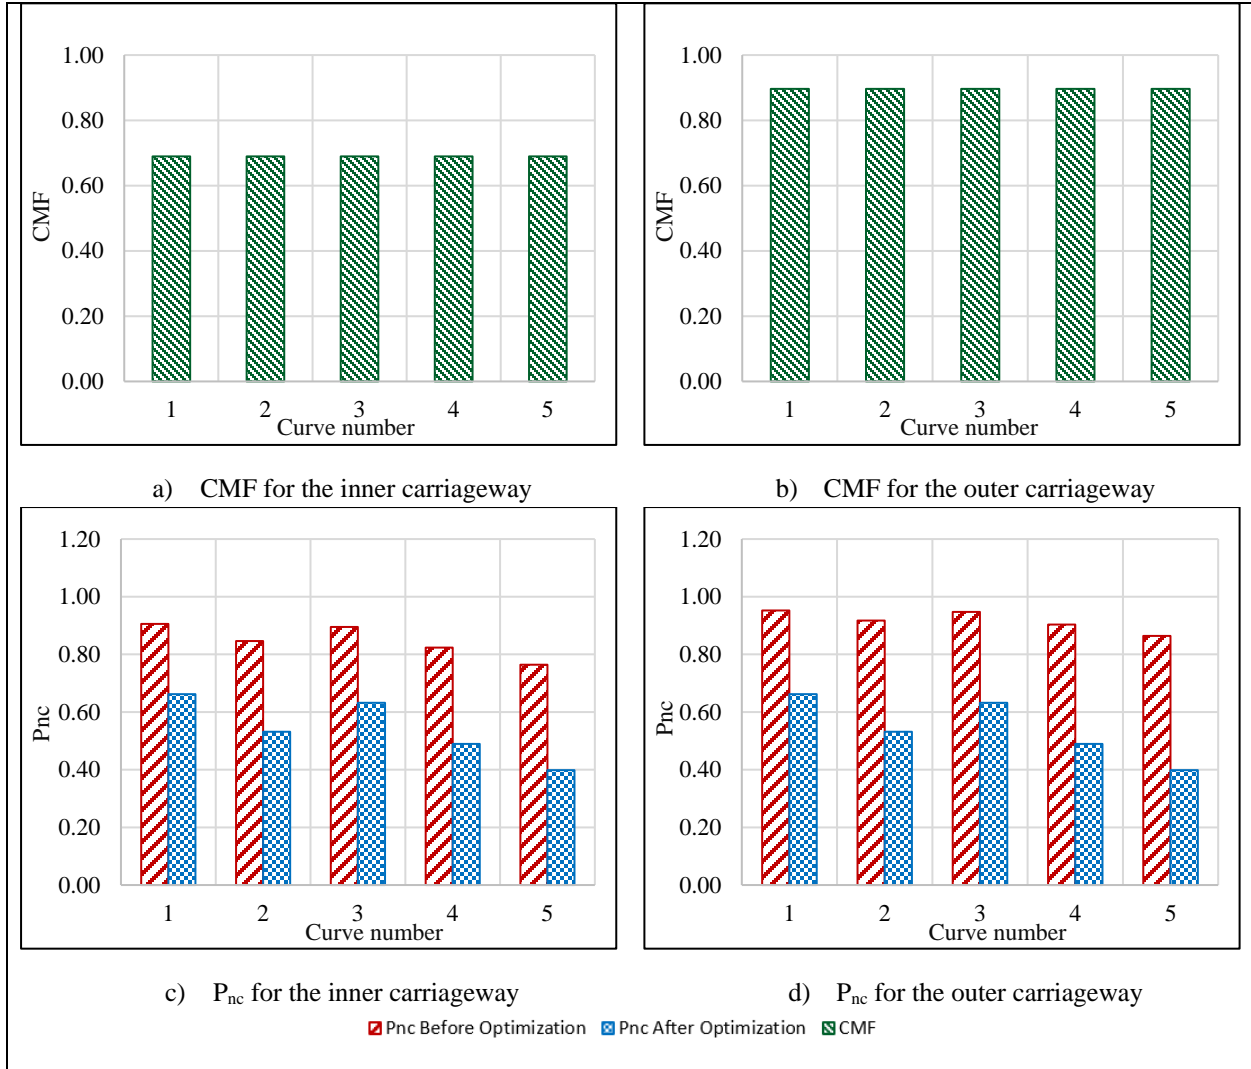 1.00
0.80
0.60
0.40
0.20
0.00
CMF
1 2 3 4 5
Curve number
a) CMF for the inner carriageway
1.00
0.80
0.60
0.40
0.20
0.00
CMF
1 2 3 4 5
Curve number
b) CMF for the outer carriageway
1.20
1.00
0.80
0.60
0.40
0.20
0.00
Pnc
1 2 3 4 5
Curve number
c) Pnc for the inner carriageway
1.20
1.00
0.80
0.60
0.40
0.20
0.00
Pnc
1 2 3 4 5
Curve number
d) Pnc for the outer carriageway
Pnc Before Optimization Pnc After Optimization CMF